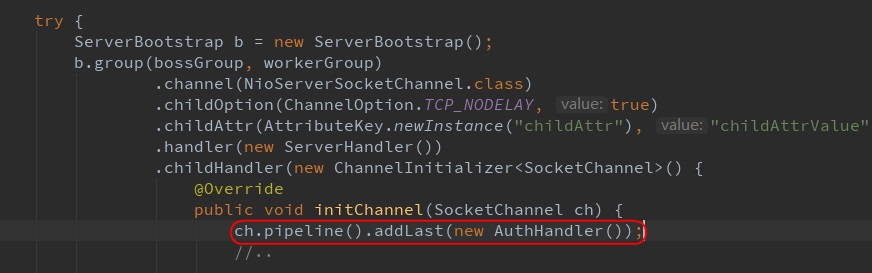 try {
ServerBootstrap b = new ServerBootstrap();
b.group(bossGroup, workerGroup)
.channel(NioServerSocketChannel.class)
.childOption(ChannelOption.TCP_NODELAY, value: true)
.childAttr(AttributeKey.newInstance("childAttr"), value: "childAttrValue"
.handler(new ServerHandler())
.childHandler(new ChannelInitializer<SocketChannel>() {
@Override
public void initChannel(SocketChannel ch) {
ch.pipeline().addLast(new AuthHandler());
//..